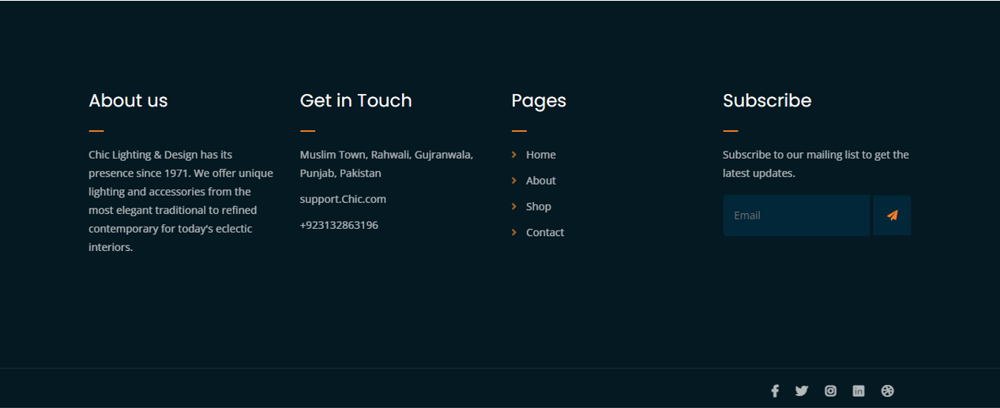 About us
Chic Lighting & Design has its
presence since 1971. We offer unique
lighting and accessories from the
most elegant traditional to refined
contemporary for today's eclectic
interiors.
Get in Touch
Muslim Town, Rahwali, Gujranwala,
Punjab, Pakistan
support.Chic.com
+923132863196
Pages
Home
About
Shop
Contact
Subscribe
Subscribe to our mailing list to get the
latest updates.
Email